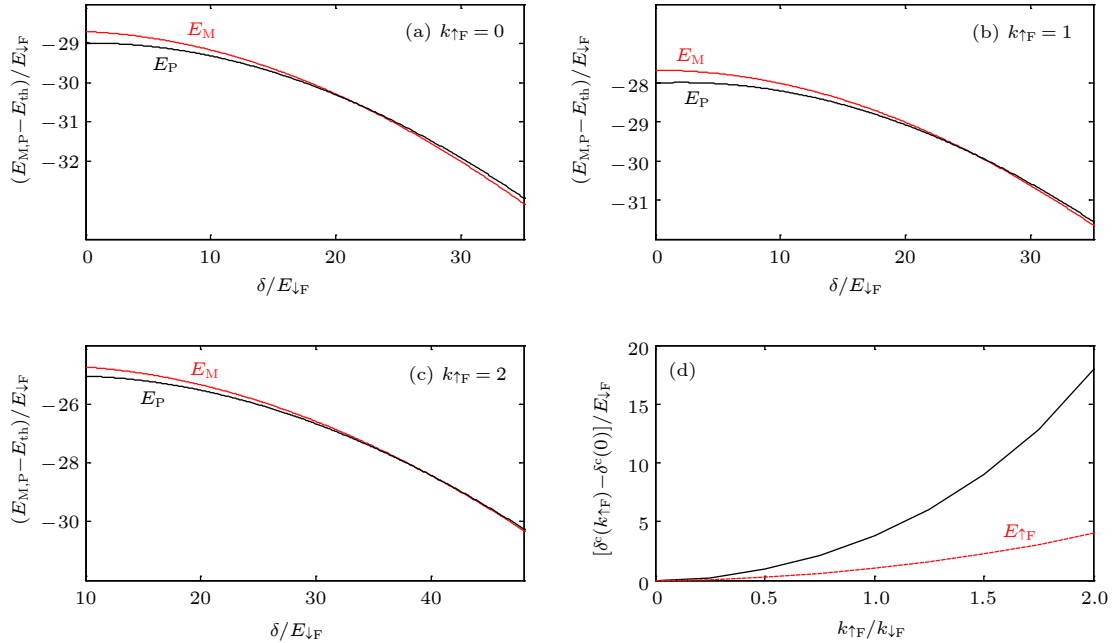 (a) k↑F = 0
E_M
E_P
−29
−30
−31
−32
(E_M,P−E_th)/E↓F
0 10 20 30
δ/E↓F
(b) k↑F = 1
E_M
E_P
−28
−29
−30
−31
(E_M,P−E_th)/E↓F
0 10 20 30
δ/E↓F
(c) k↑F = 2
E_M
E_P
−26
−28
−30
(E_M,P−E_th)/E↓F
10 20 30 40
δ/E↓F
(d)
20
15
10
5
0
[δ^c(k↑F)−δ^c(0)]/E↓F
E↑F
0 0.5 1.0 1.5 2.0
k↑F/k↓F